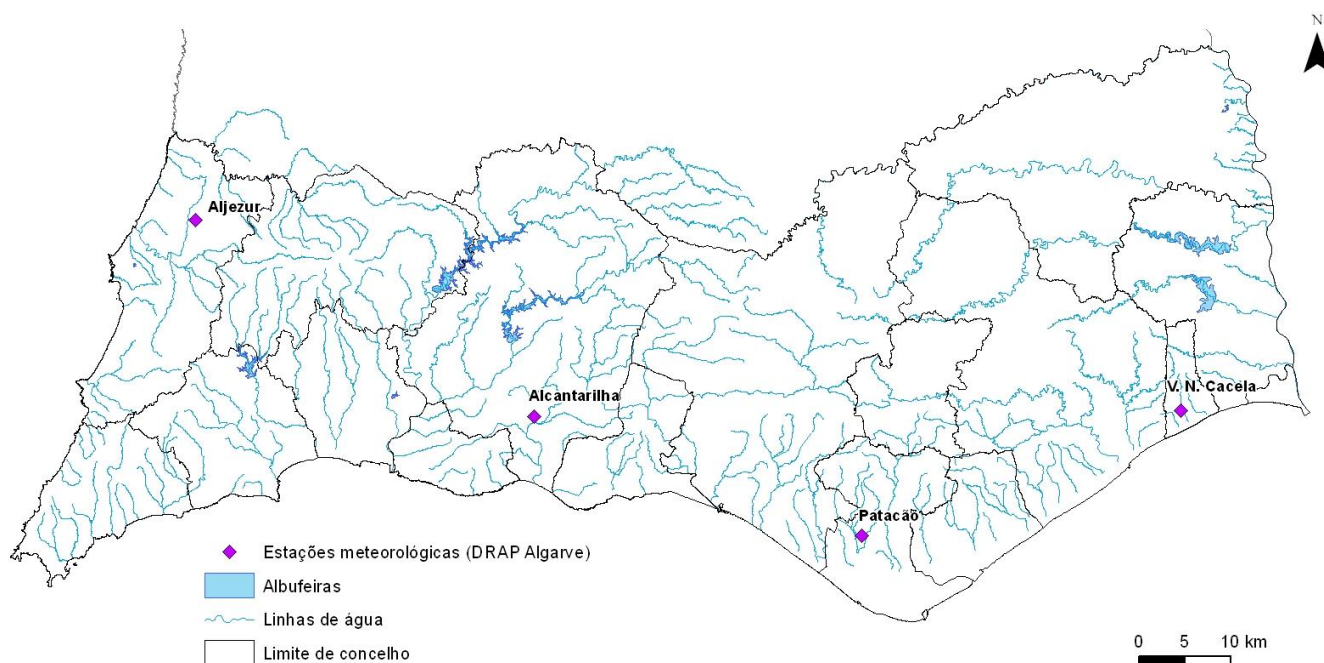 N
Aljezur
Alcantarilha
V. N. Cacela
Patacão
Estações meteorológicas (DRAP Algarve)
Albufeiras
Linhas de água
Limite de concelho
0 5 10 km